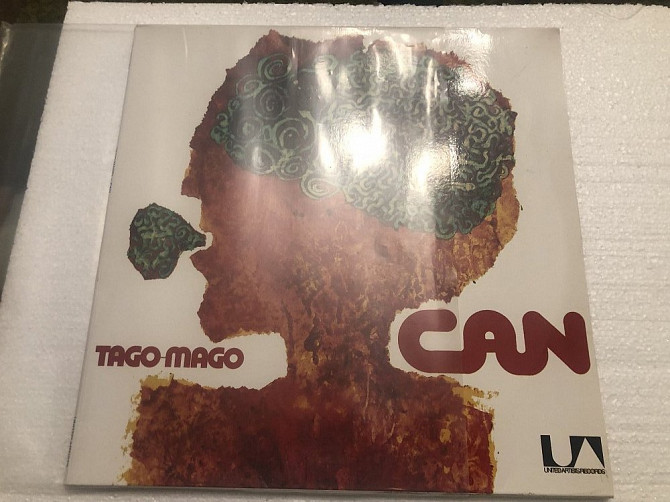 TAGO-MAGO
CAN
UA
UNITED ARTISTS RECORDS